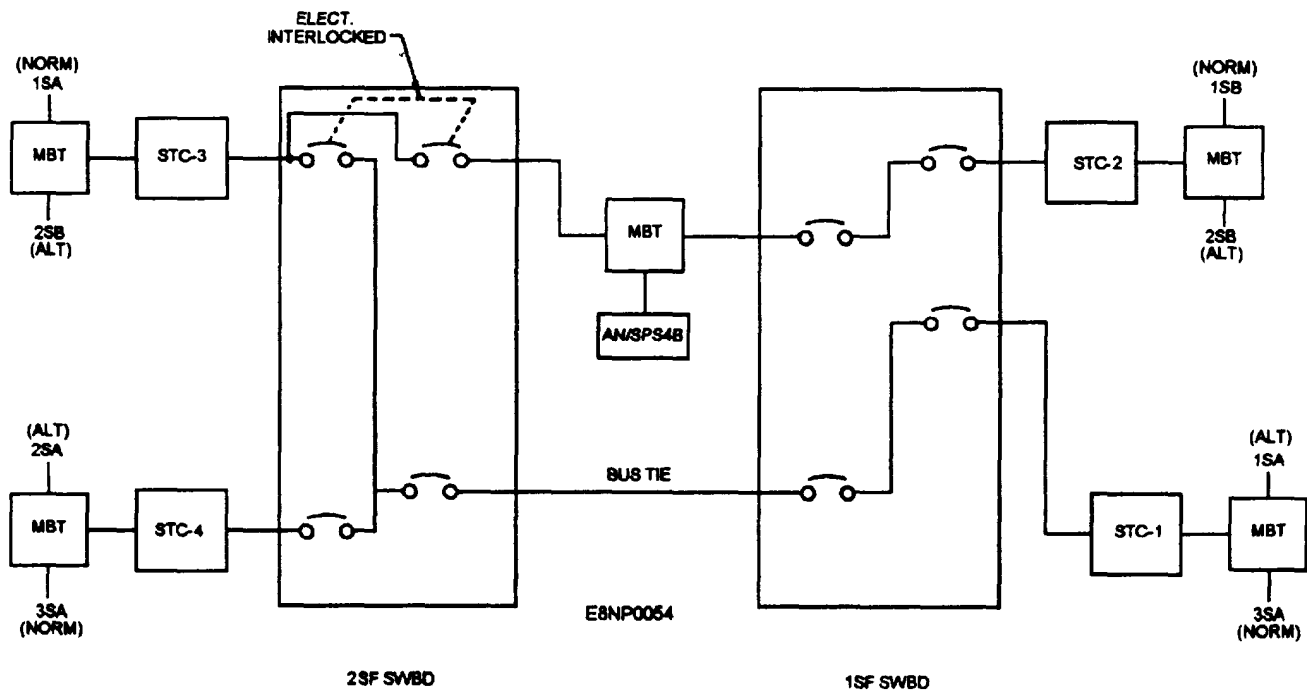 ELECT.
INTERLOCKED
(NORM)
1SA
MBT
2SB
(ALT)
STC-3
MBT
AN/SPS4B
STC-2
(NORM)
1SB
MBT
2SB
(ALT)
(ALT)
2SA
MBT
3SA
(NORM)
STC-4
BUS TIE
STC-1
(ALT)
1SA
MBT
3SA
(NORM)
E8NP0054
2SF SWBD
1SF SWBD